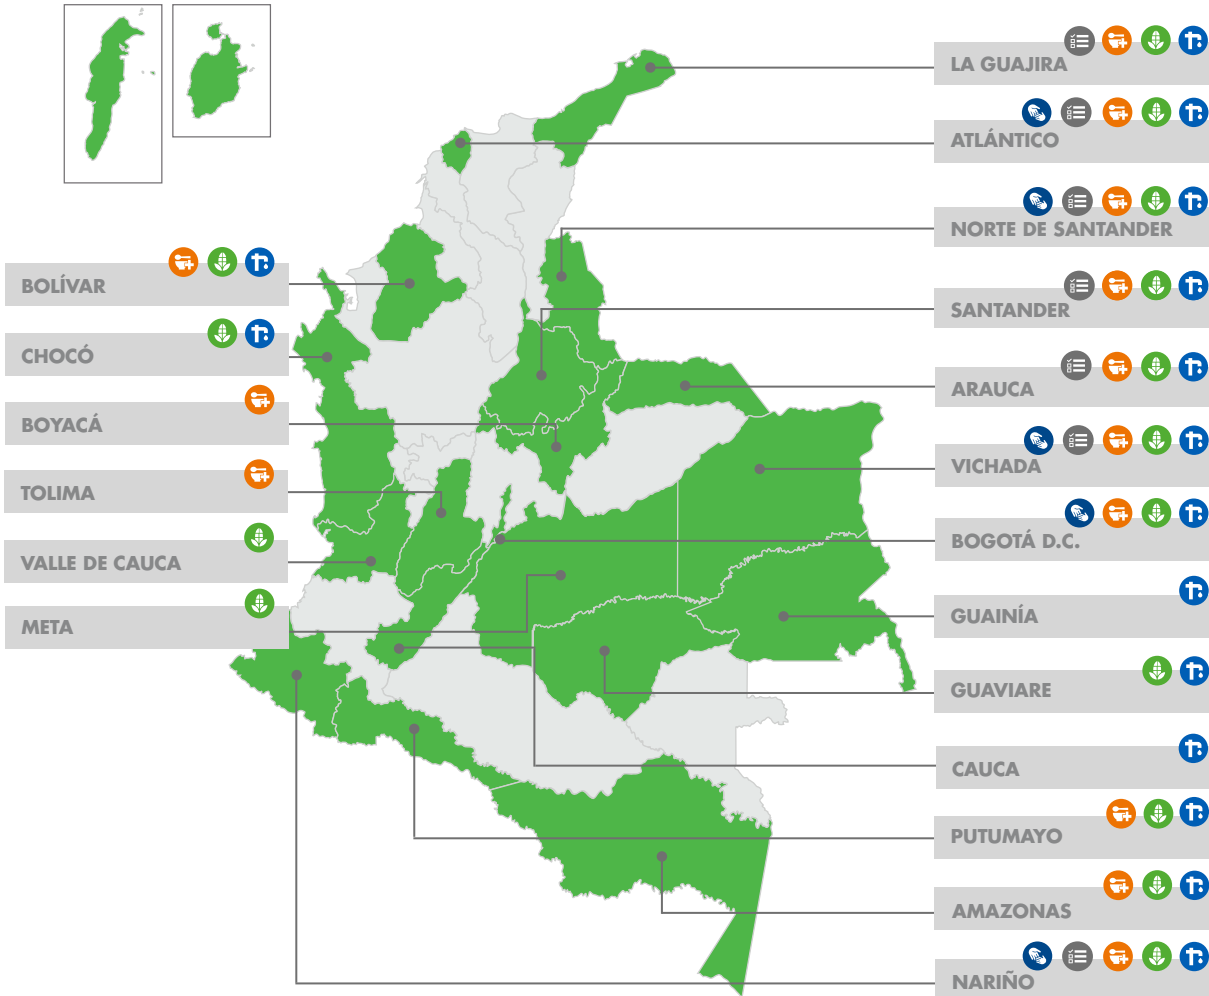 LA GUAJIRA
ATLÁNTICO
NORTE DE SANTANDER
SANTANDER
ARAUCA
VICHADA
BOGOTÁ D.C.
GUAINÍA
GUAVIARE
CAUCA
PUTUMAYO
AMAZONAS
NARIÑO
BOLÍVAR
CHOCÓ
BOYACÁ
TOLIMA
VALLE DE CAUCA
META